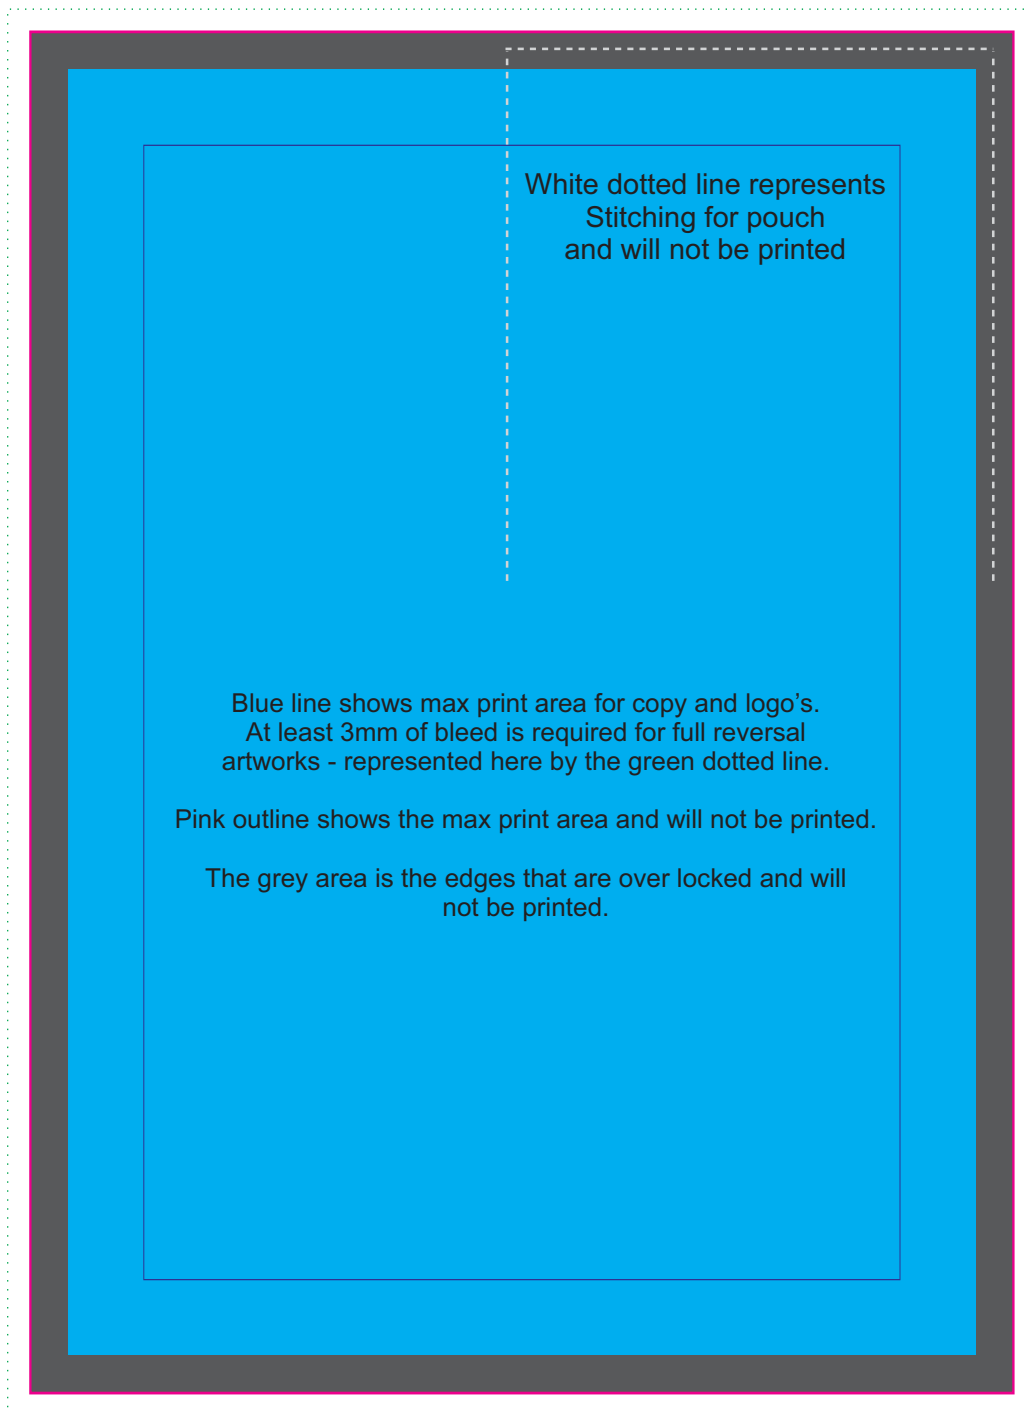 White dotted line represents
Stitching for pouch
and will not be printed
Blue line shows max print area for copy and logo’s.
At least 3mm of bleed is required for full reversal
artworks - represented here by the green dotted line.
Pink outline shows the max print area and will not be printed.
The grey area is the edges that are over locked and will
not be printed.